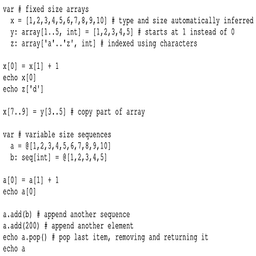 var # fixed size arrays
  x = [1,2,3,4,5,6,7,8,9,10] # type and size automatically inferred
  y: array[1..5, int] = [1,2,3,4,5] # starts at 1 instead of 0
  z: array['a'..'z', int] # indexed using characters

x[0] = x[1] + 1
echo x[0]
echo z['d']

x[7..9] = y[3..5] # copy part of array

var # variable size sequences
  a = @[1,2,3,4,5,6,7,8,9,10]
  b: seq[int] = @[1,2,3,4,5]

a[0] = a[1] + 1
echo a[0]

a.add(b) # append another sequence
a.add(200) # append another element
echo a.pop() # pop last item, removing and returning it
echo a